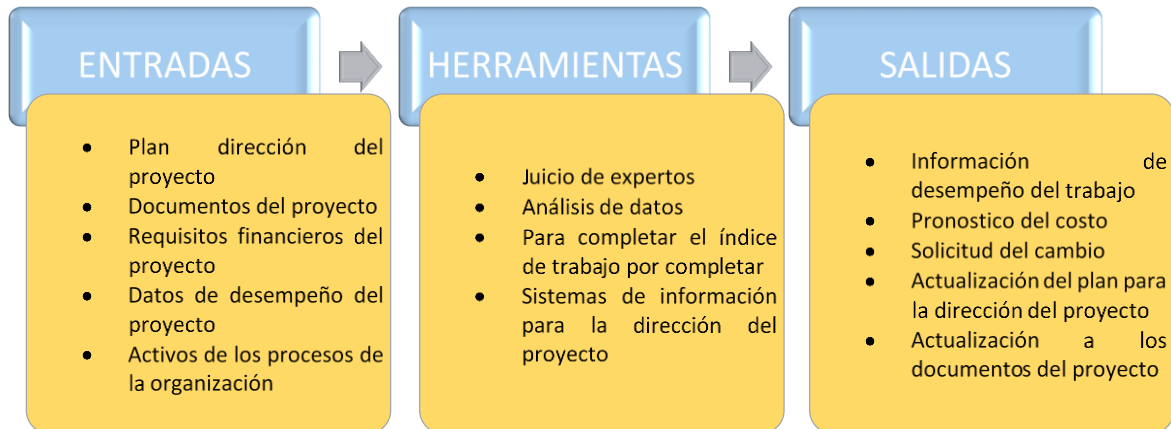 ENTRADAS
• Plan dirección del
proyecto
• Documentos del proyecto
• Requisitos financieros del
proyecto
• Datos de desempeño del
proyecto
• Activos de los procesos de
la organización
HERRAMIENTAS
• Juicio de expertos
• Análisis de datos
• Para completar el índice
de trabajo por completar
• Sistemas de información
para la dirección del
proyecto
SALIDAS
• Información de
desempeño del trabajo
• Pronostico del costo
• Solicitud del cambio
• Actualización del plan para
la dirección del proyecto
• Actualización a los
documentos del proyecto